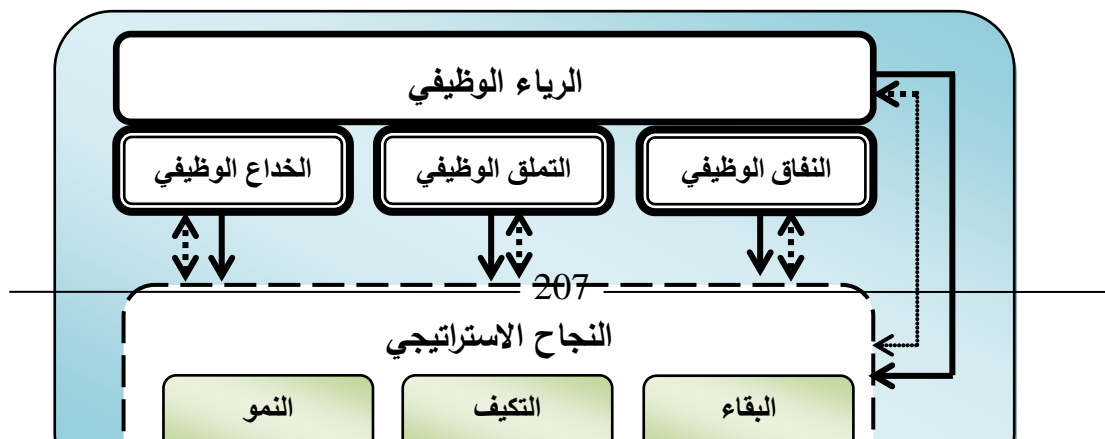 الرياء الوظيفي
النفاق الوظيفي
التملق الوظيفي
الخداع الوظيفي
207
النجاح الاستراتيجي
البقاء
التكيف
النمو